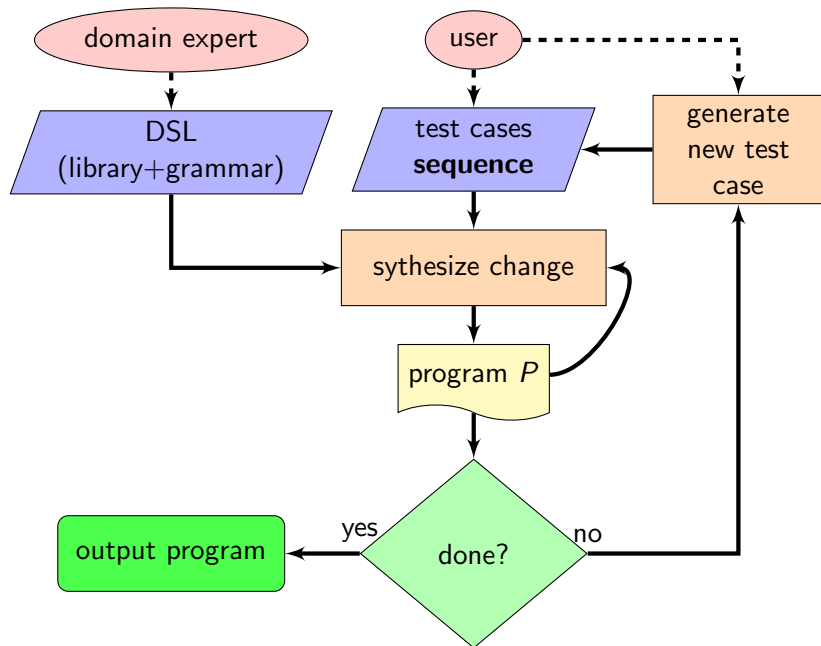 domain expert
user
DSL
(library+grammar)
test cases
sequence
generate
new test
case
sythesize change
program P
yes
no
output program
done?